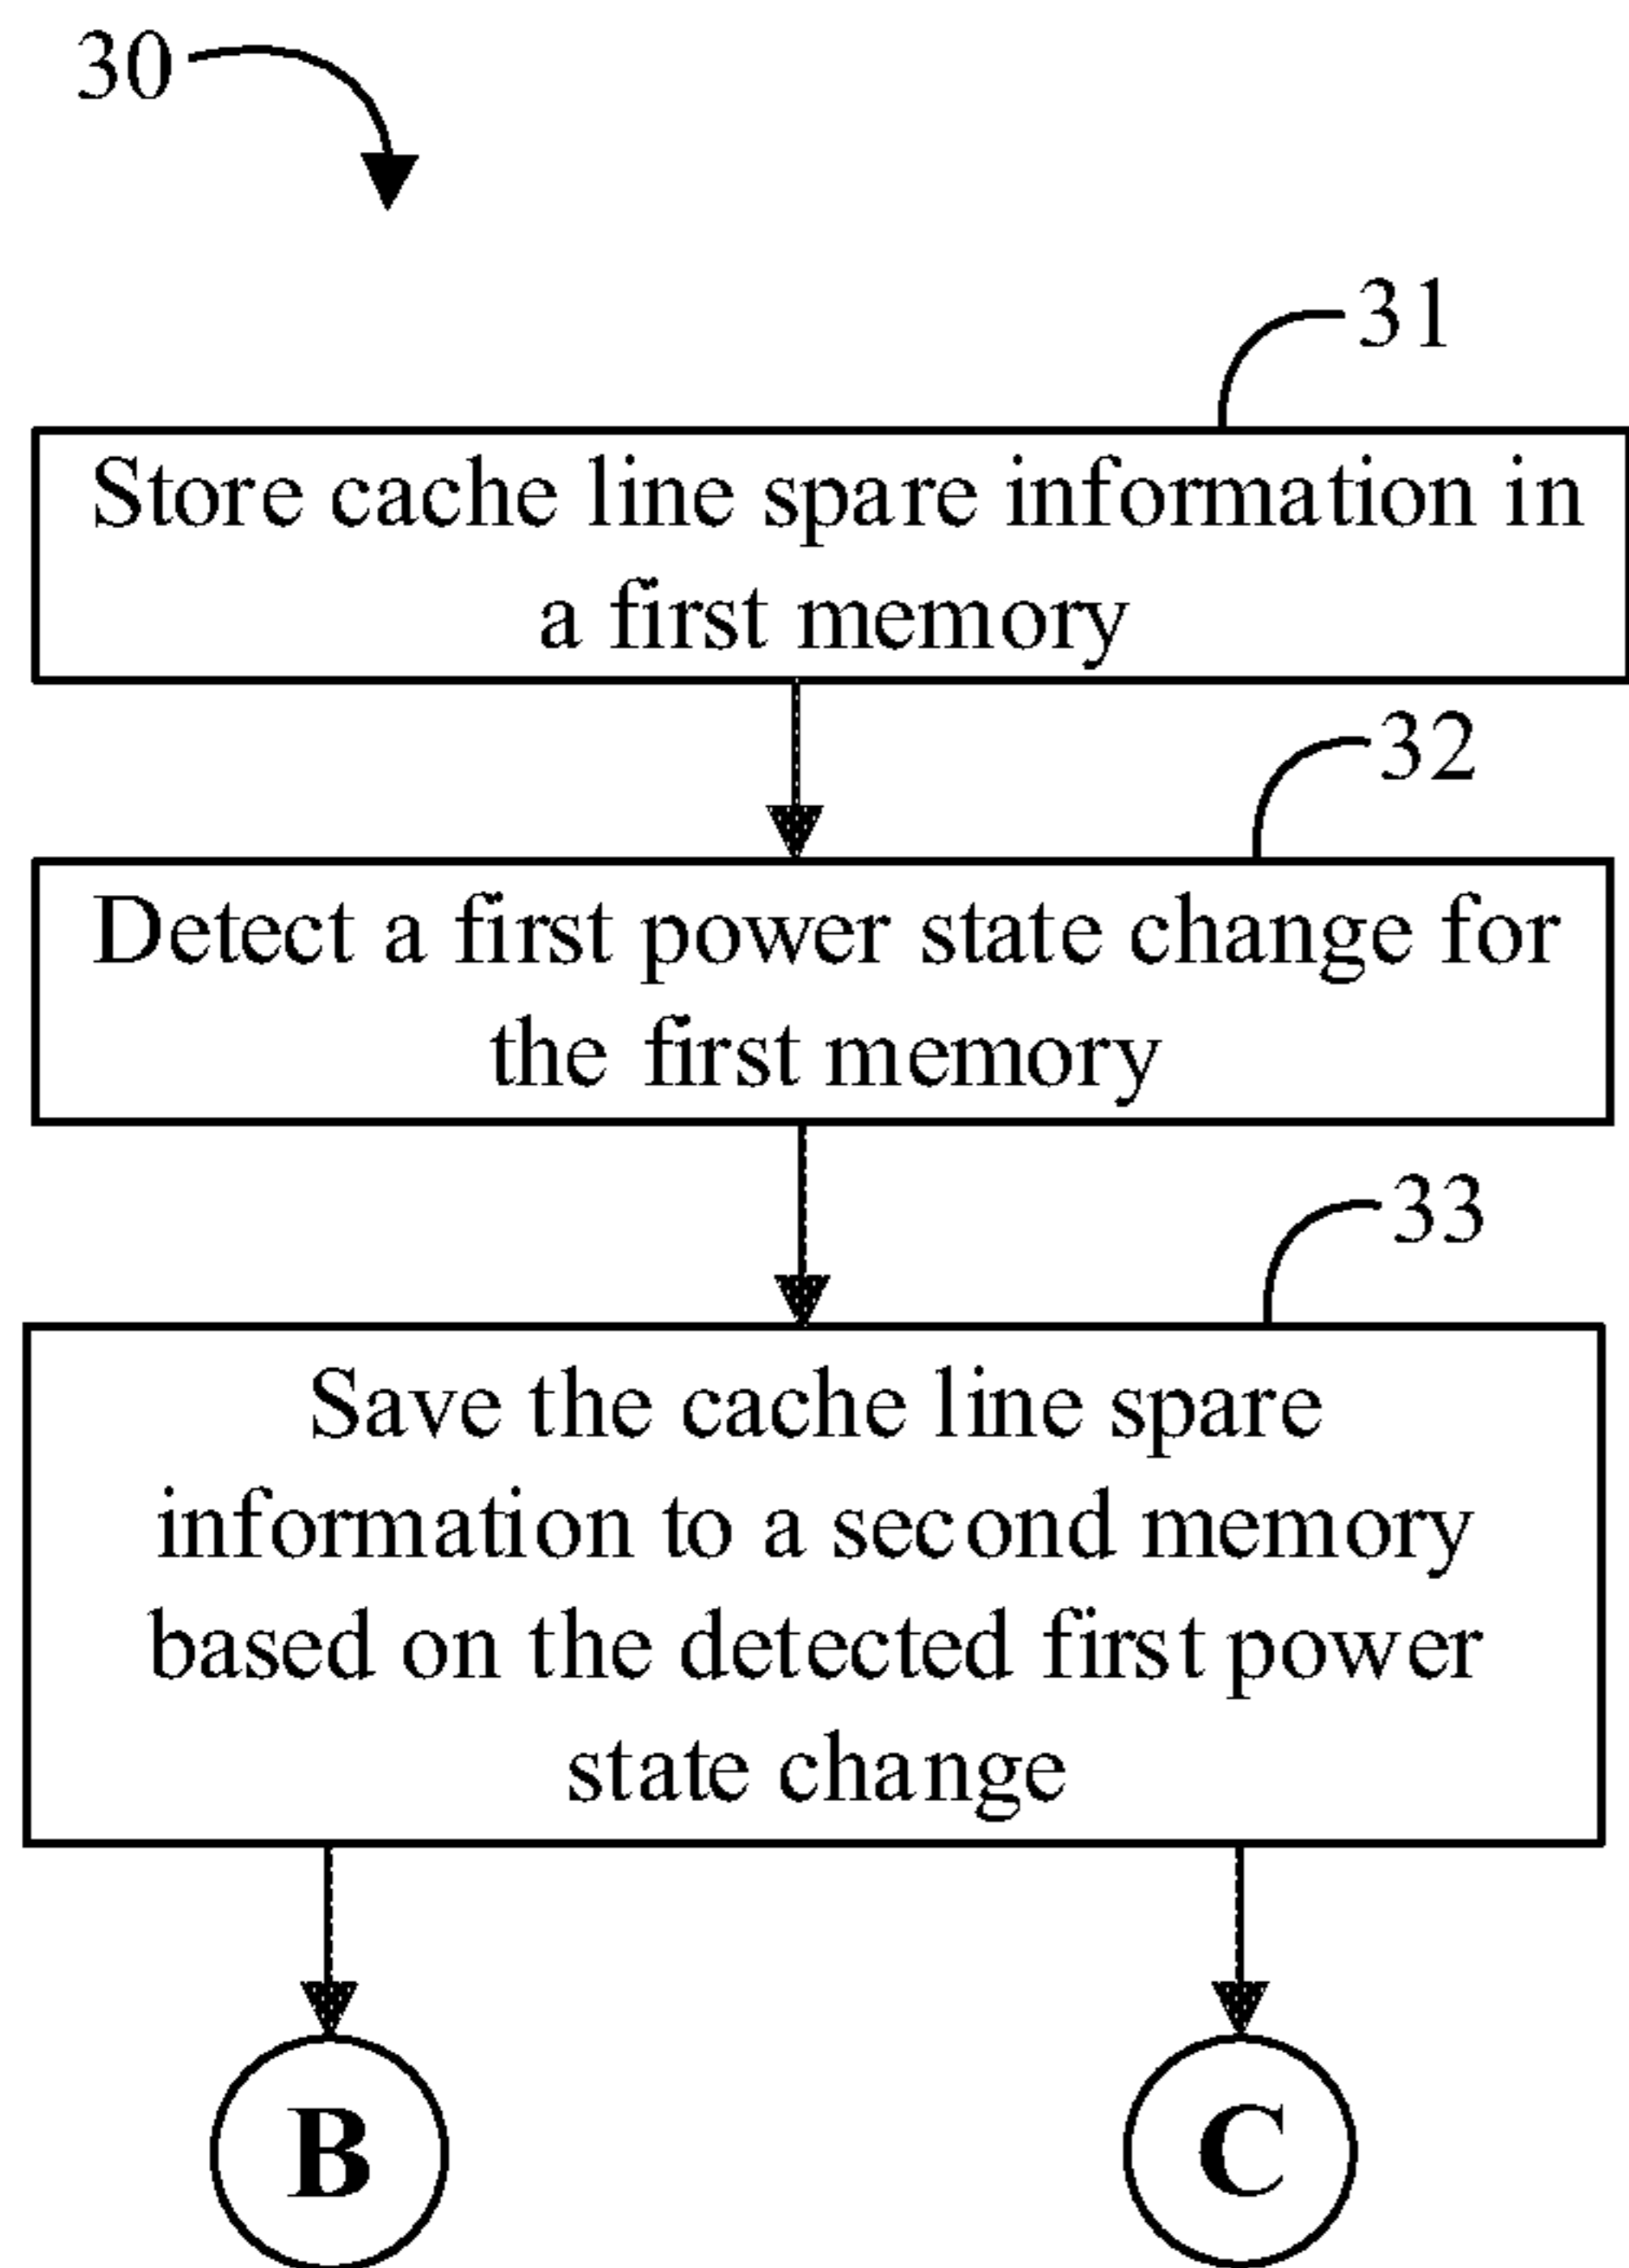 30
31
Store cache line spare information in
a first memory
32
Detect a first power state change for
the first memory
33
Save the cache line spare
information to a second memory
based on the detected first power
state change
B
C